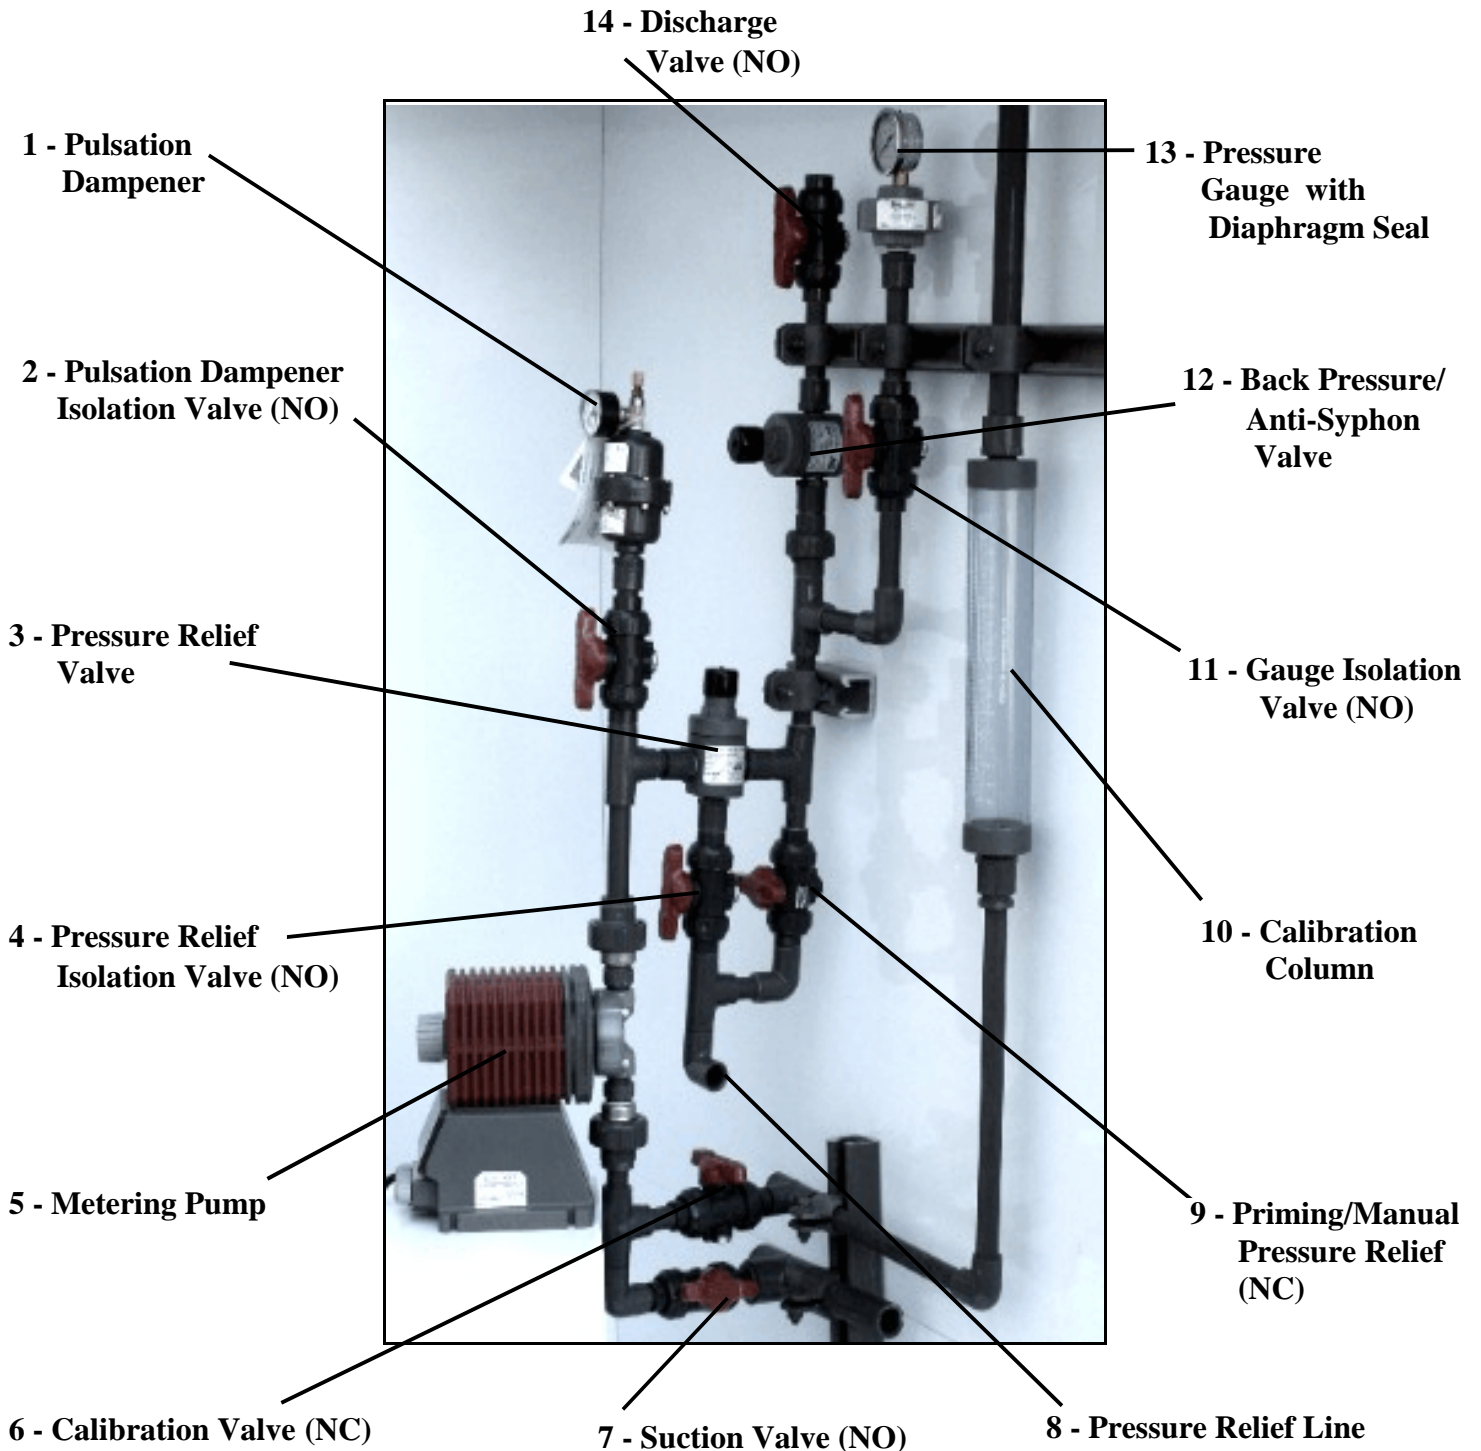 14 - Discharge
Valve (NO)
1 - Pulsation
Dampener
13 - Pressure
Gauge with
Diaphragm Seal
2 - Pulsation Dampener
Isolation Valve (NO)
12 - Back Pressure/
Anti-Syphon
Valve
3 - Pressure Relief
Valve
11 - Gauge Isolation
Valve (NO)
4 - Pressure Relief
Isolation Valve (NO)
10 - Calibration
Column
5 - Metering Pump
9 - Priming/Manual
Pressure Relief
(NC)
6 - Calibration Valve (NC)
7 - Suction Valve (NO)
8 - Pressure Relief Line